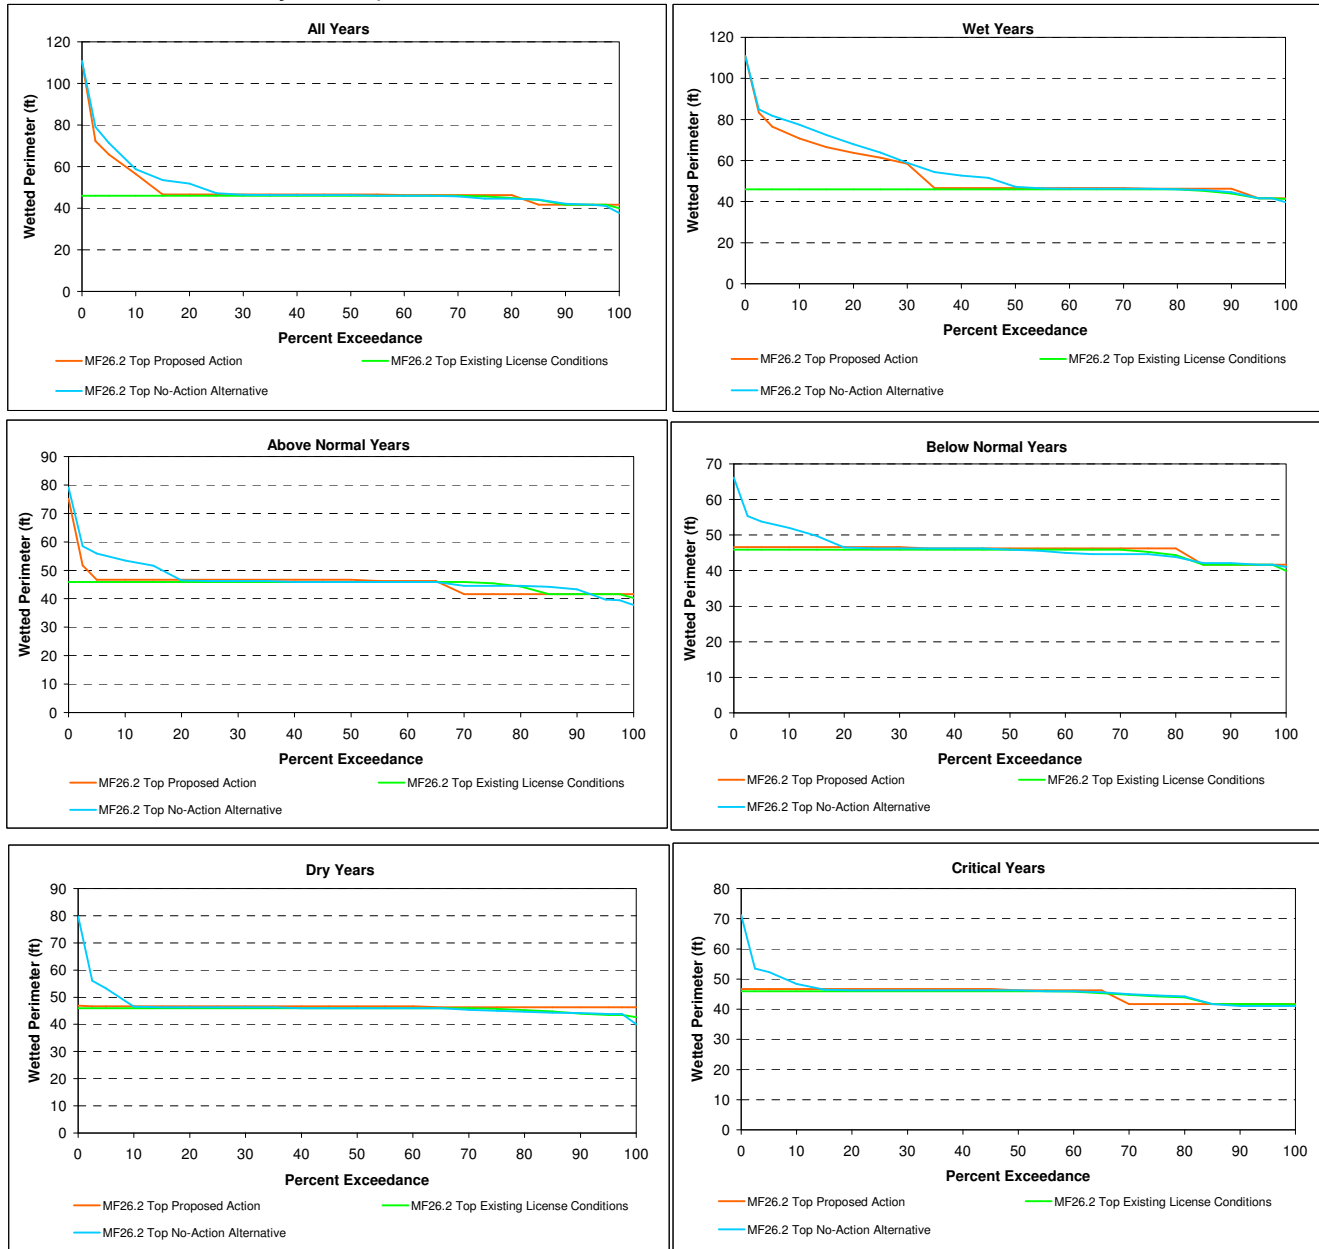 All Years
Wetted Perimeter (ft)
120
100
80
60
40
20
0
0 10 20 30 40 50 60 70 80 90 100
Percent Exceedance
MF26.2 Top Proposed Action MF26.2 Top Existing License Conditions
MF26.2 Top No-Action Alternative
Wet Years
Wetted Perimeter (ft)
120
100
80
60
40
20
0
0 10 20 30 40 50 60 70 80 90 100
Percent Exceedance
MF26.2 Top Proposed Action MF26.2 Top Existing License Conditions
MF26.2 Top No-Action Alternative
Above Normal Years
Wetted Perimeter (ft)
90
80
70
60
50
40
30
20
10
0
0 10 20 30 40 50 60 70 80 90 100
Percent Exceedance
MF26.2 Top Proposed Action MF26.2 Top Existing License Conditions
MF26.2 Top No-Action Alternative
Below Normal Years
Wetted Perimeter (ft)
70
60
50
40
30
20
10
0
0 10 20 30 40 50 60 70 80 90 100
Percent Exceedance
MF26.2 Top Proposed Action MF26.2 Top Existing License Conditions
MF26.2 Top No-Action Alternative
Dry Years
Wetted Perimeter (ft)
90
80
70
60
50
40
30
20
10
0
0 10 20 30 40 50 60 70 80 90 100
Percent Exceedance
MF26.2 Top Proposed Action MF26.2 Top Existing License Conditions
MF26.2 Top No-Action Alternative
Critical Years
Wetted Perimeter (ft)
80
70
60
50
40
30
20
10
0
0 10 20 30 40 50 60 70 80 90 100
Percent Exceedance
MF26.2 Top Proposed Action MF26.2 Top Existing License Conditions
MF26.2 Top No-Action Alternative